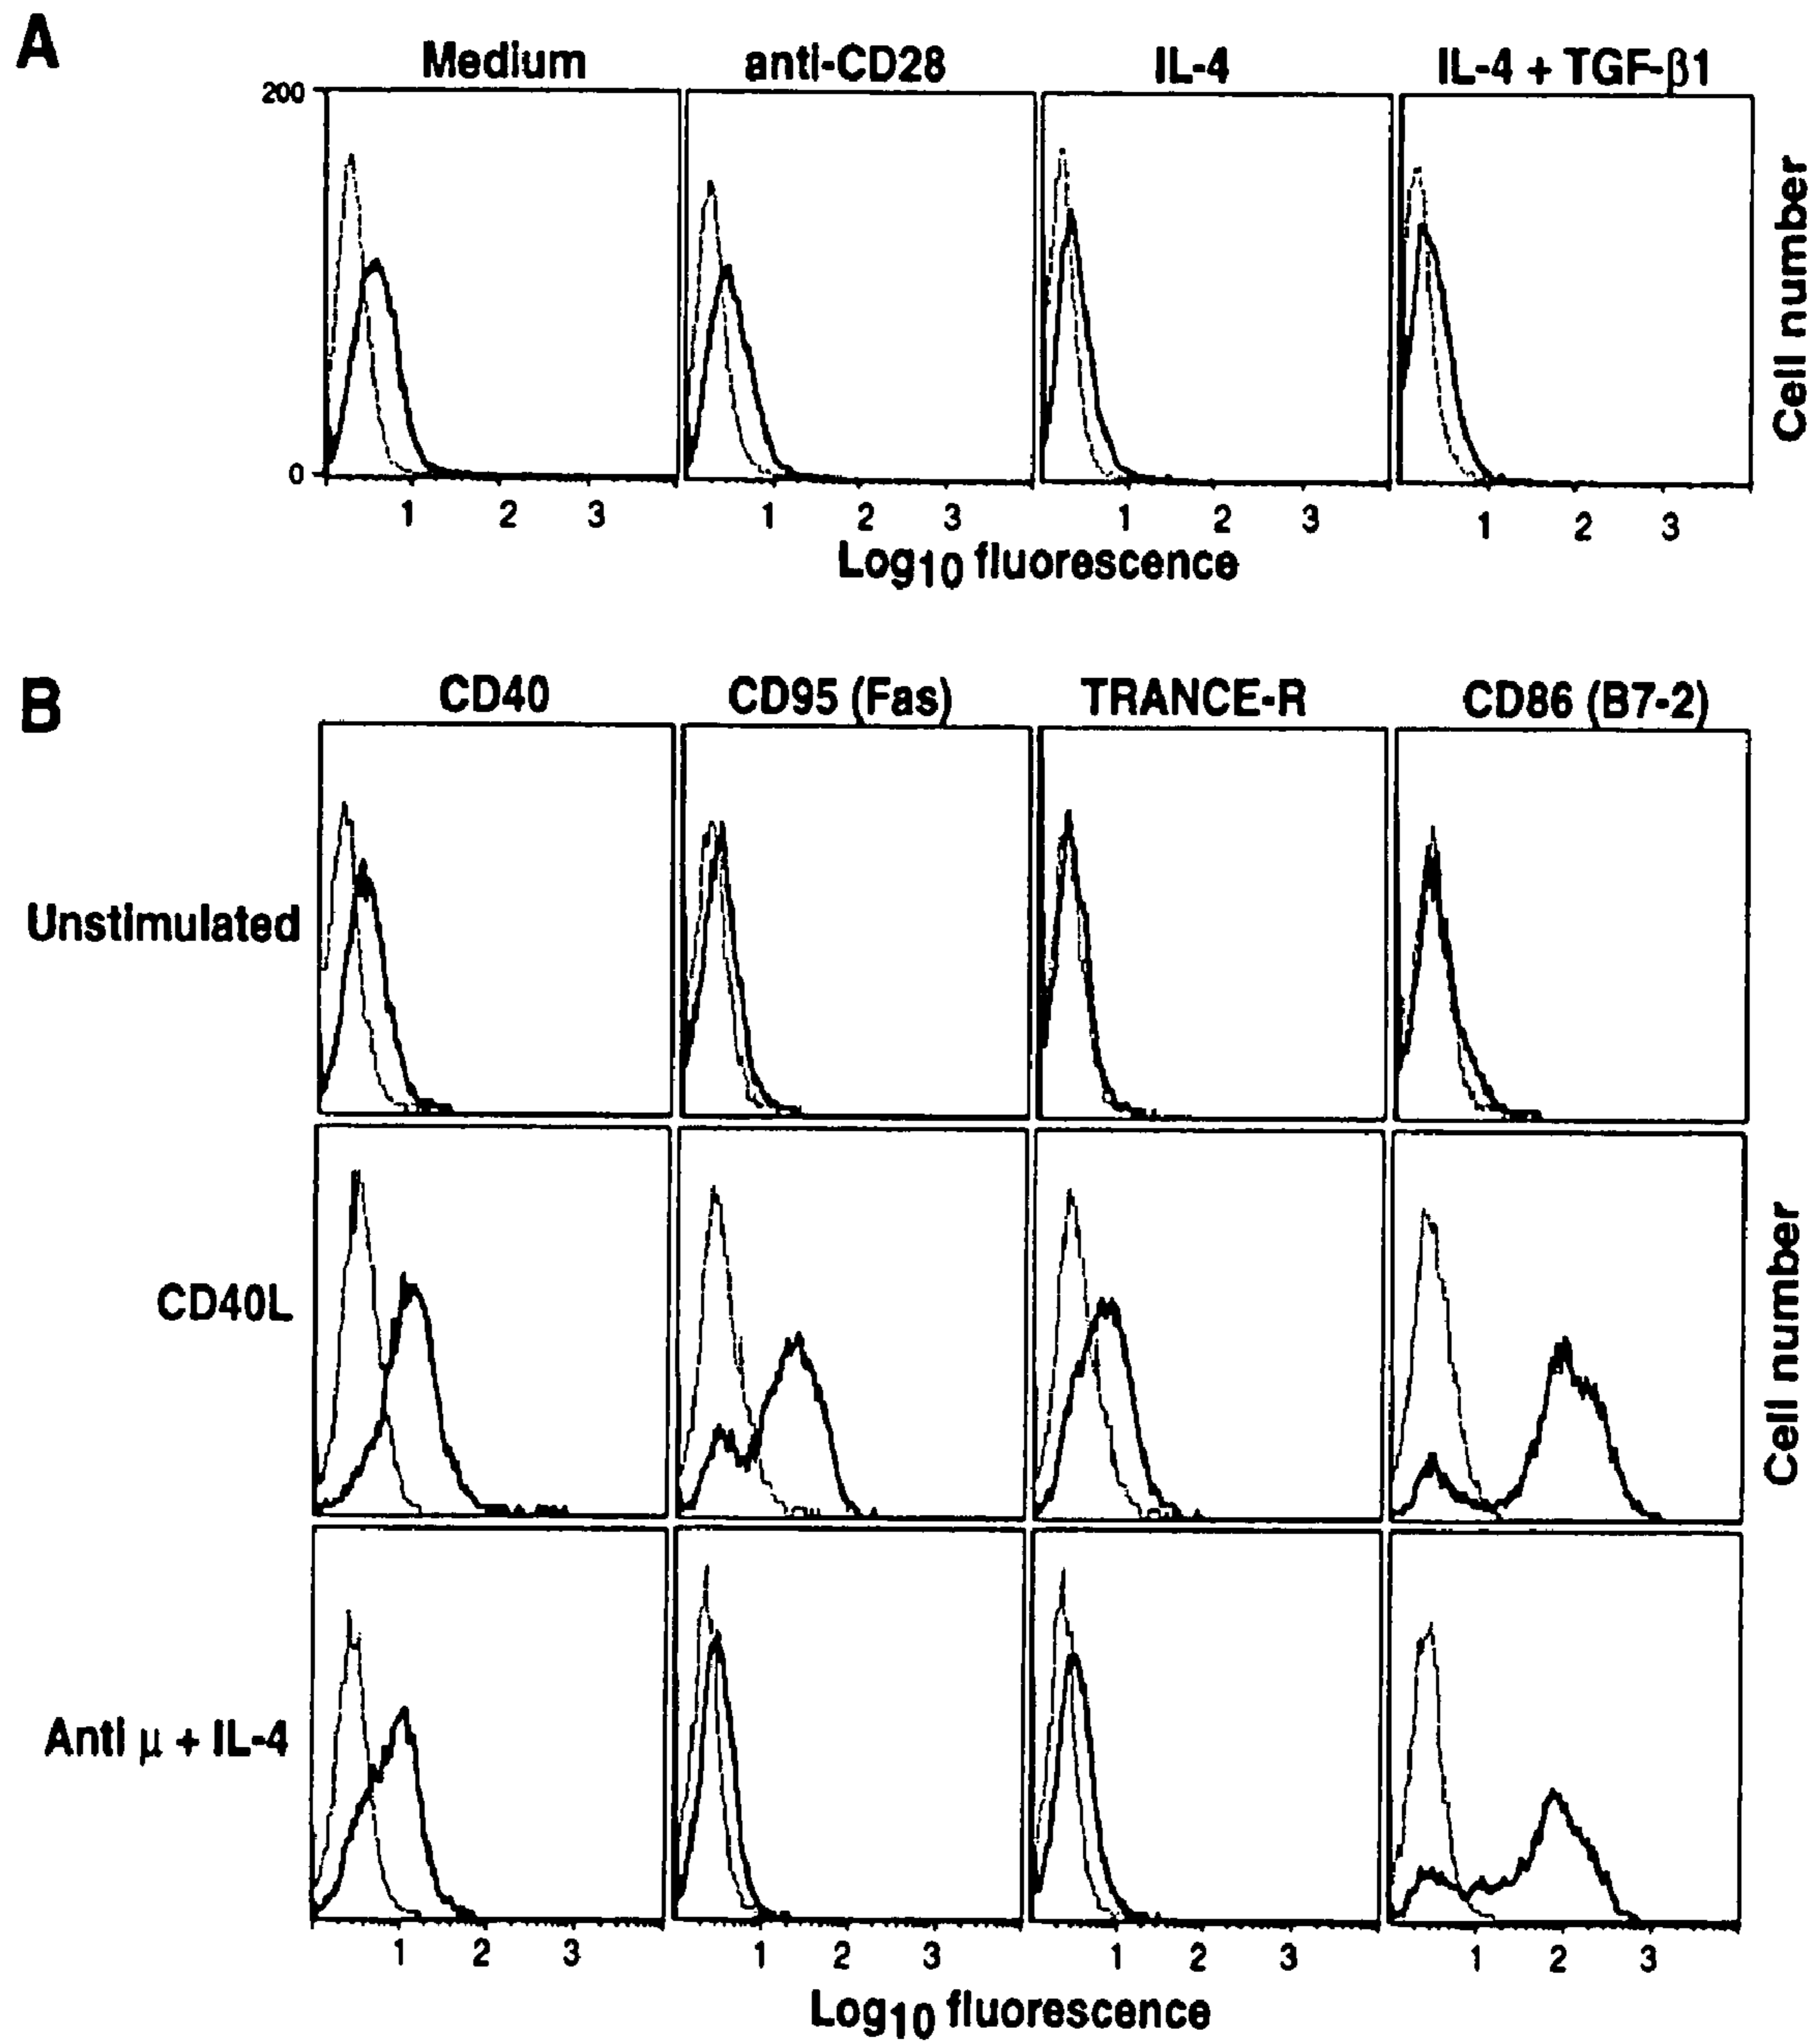 A
Medium anti-CD28 IL-4 IL-4 + TGF-β1
200
0
Cell number
1 2 3 1 2 3 1 2 3 1 2 3
Log10 fluorescence
B
CD40 CD95 (Fas) TRANCE-R CD86 (B7-2)
Unstimulated
CD40L
Cell number
Anti μ + IL-4
1 2 3 1 2 3 1 2 3 1 2 3
Log10 fluorescence